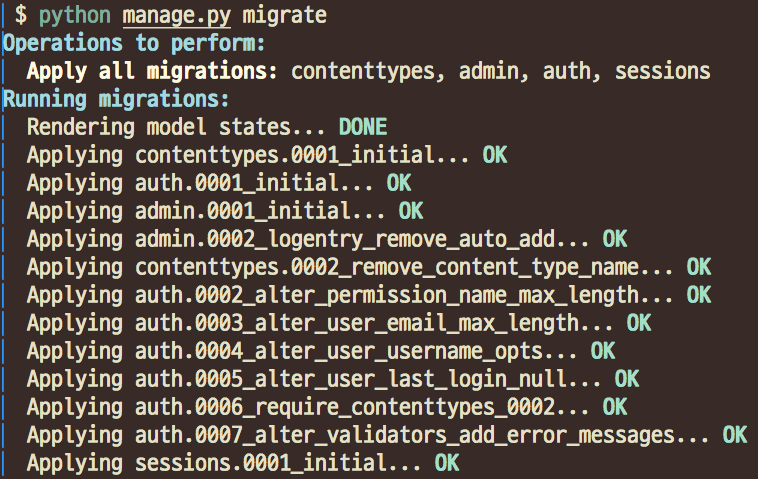 $ python manage.py migrate
Operations to perform:
  Apply all migrations: contenttypes, admin, auth, sessions
Running migrations:
  Rendering model states... DONE
  Applying contenttypes.0001_initial... OK
  Applying auth.0001_initial... OK
  Applying admin.0001_initial... OK
  Applying admin.0002_logentry_remove_auto_add... OK
  Applying contenttypes.0002_remove_content_type_name... OK
  Applying auth.0002_alter_permission_name_max_length... OK
  Applying auth.0003_alter_user_email_max_length... OK
  Applying auth.0004_alter_user_username_opts... OK
  Applying auth.0005_alter_user_last_login_null... OK
  Applying auth.0006_require_contenttypes_0002... OK
  Applying auth.0007_alter_validators_add_error_messages... OK
  Applying sessions.0001_initial... OK